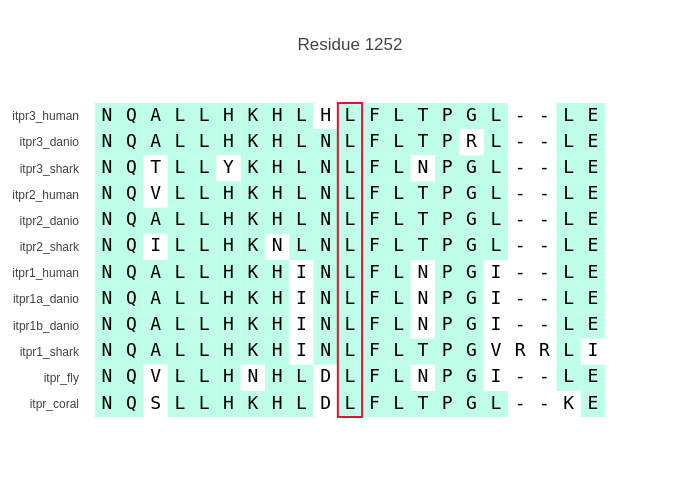 Residue 1252
itpr3_human N Q A L L H K H L H L F L T P G L - - L E
itpr3_danio N Q A L L H K H L N L F L T P R L - - L E
itpr3_shark N Q T L L Y K H L N L F L N P G L - - L E
itpr2_human N Q V L L H K H L N L F L T P G L - - L E
itpr2_danio N Q A L L H K H L N L F L T P G L - - L E
itpr2_shark N Q I L L H K N L N L F L T P G L - - L E
itpr1_human N Q A L L H K H I N L F L N P G I - - L E
itpr1a_danio N Q A L L H K H I N L F L N P G I - - L E
itpr1b_danio N Q A L L H K H I N L F L N P G I - - L E
itpr1_shark N Q A L L H K H I N L F L T P G V R R L I
itpr_fly N Q V L L H N H L D L F L N P G I - - L E
itpr_coral N Q S L L H K H L D L F L T P G L - - K E